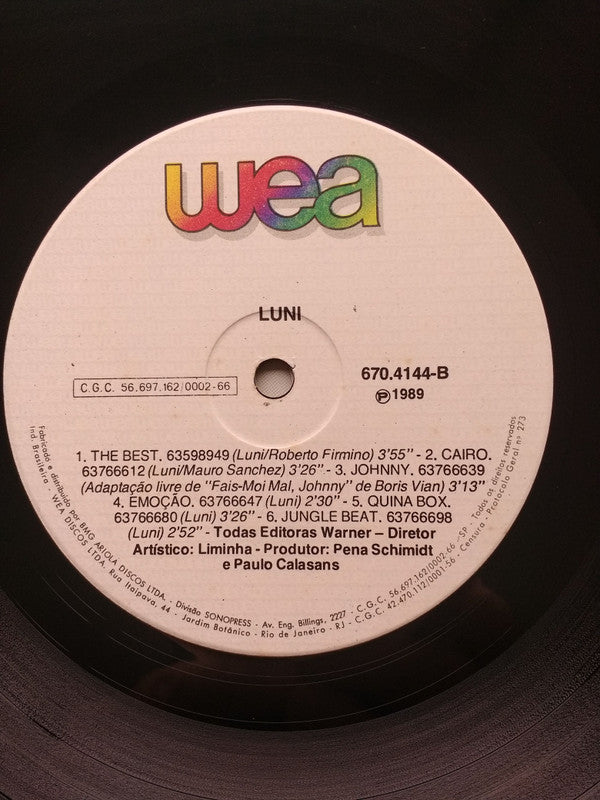 wea
LUNI
C.G.C. 56.697.162/0002-66
670.4144-B
Ⓟ1989
1. THE BEST. 63598949 (Luni/Roberto Firmino) 3'55" - 2. CAIRO.
63766612 (Luni/Mauro Sanchez) 3'26" - 3. JOHNNY. 63766639
(Adaptação livre de "Fais-Moi Mal, Johnny" de Boris Vian) 3'13"
4. EMOÇÃO. 63766647 (Luni) 2'30" - 5. QUINA BOX.
63766680 (Luni) 3'26" - 6. JUNGLE BEAT. 63766698
(Luni) 2'52" - Todas Editoras Warner – Diretor
Artístico: Liminha - Produtor: Pena Schimidt
e Paulo Calasans
Fabricado e distribuído por BMG ARIOLA DISCOS LTDA. - Divisão SONOPRESS - Av. Eng. Billings, 2227 - C.G.C. 56.697.162/0002-66 - SP - Todos os direitos reservados
Ind. Brasileira - WEA DISCOS LTDA. Rua Itaipava, 44 - Jardim Botânico - Rio de Janeiro - RJ - C.G.C. 42.470.112/0001-56 - Censura - Protocolo Geral nº 273